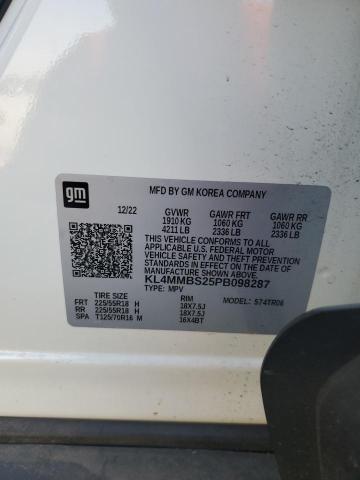 gm
MFD BY GM KOREA COMPANY
12/22 GVWR GAWR FRT GAWR RR
1910 KG 1060 KG 1060 KG
4211 LB 2336 LB 2336 LB
THIS VEHICLE CONFORMS TO ALL
APPLICABLE U.S. FEDERAL MOTOR
VEHICLE SAFETY AND THEFT
PREVENTION STANDARDS IN
EFFECT ON THE DATE OF
MANUFACTURE SHOWN ABOVE.
KL4MMBS25PB098287
TYPE: MPV
TIRE SIZE RIM MODEL: S74TR06
FRT 225/55R18 H 18X7.5J
RR 225/55R18 H 18X7.5J
SPA T125/70R16 M 16X4BT